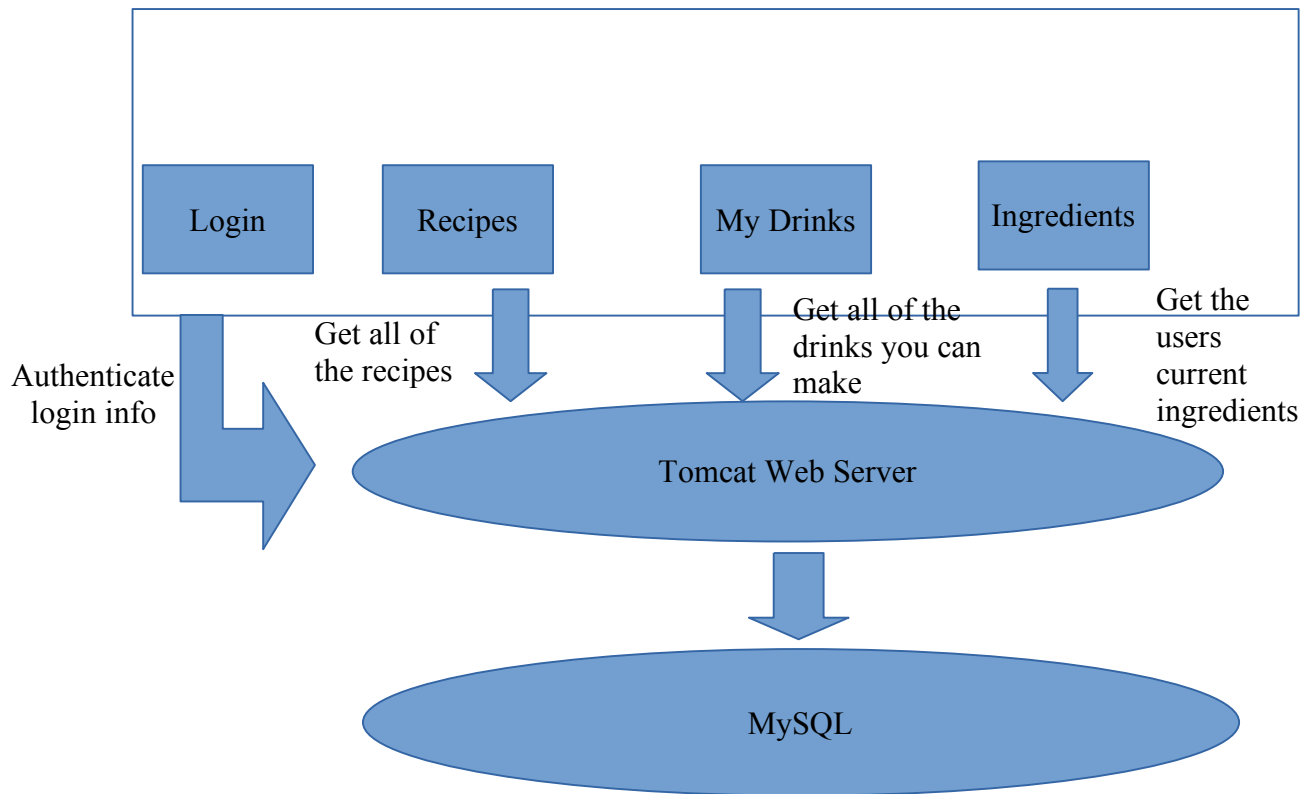 Login
Recipes
My Drinks
Ingredients
Authenticate
login info
Get all of
the recipes
Get all of the
drinks you can
make
Get the
users
current
ingredients
Tomcat Web Server
MySQL